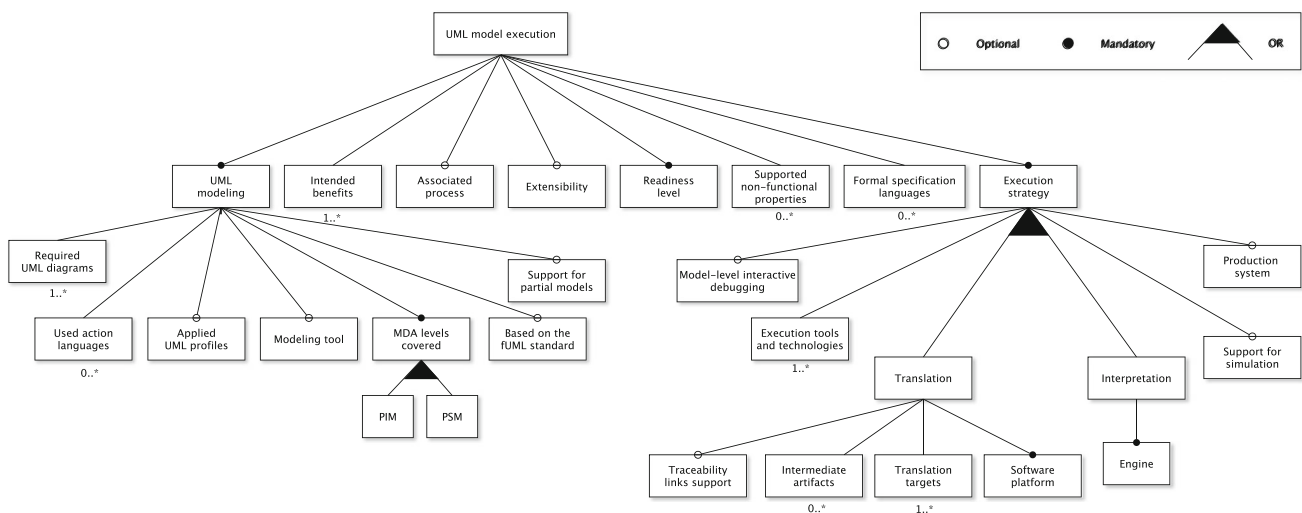 UML model execution
Optional
Mandatory
OR
UML
modeling
Intended
benefits
1..*
Associated
process
Extensibility
Readiness
level
Supported
non-functional
properties
0..*
Formal specification
languages
0..*
Execution
strategy
Required
UML diagrams
1..*
Support for
partial models
Model-level interactive
debugging
Production
system
Used action
languages
0..*
Applied
UML profiles
Modeling tool
MDA levels
covered
Based on the
fUML standard
Execution tools
and technologies
1..*
Support for
simulation
Translation
Interpretation
PIM
PSM
Traceability
links support
Intermediate
artifacts
0..*
Translation
targets
1..*
Software
platform
Engine